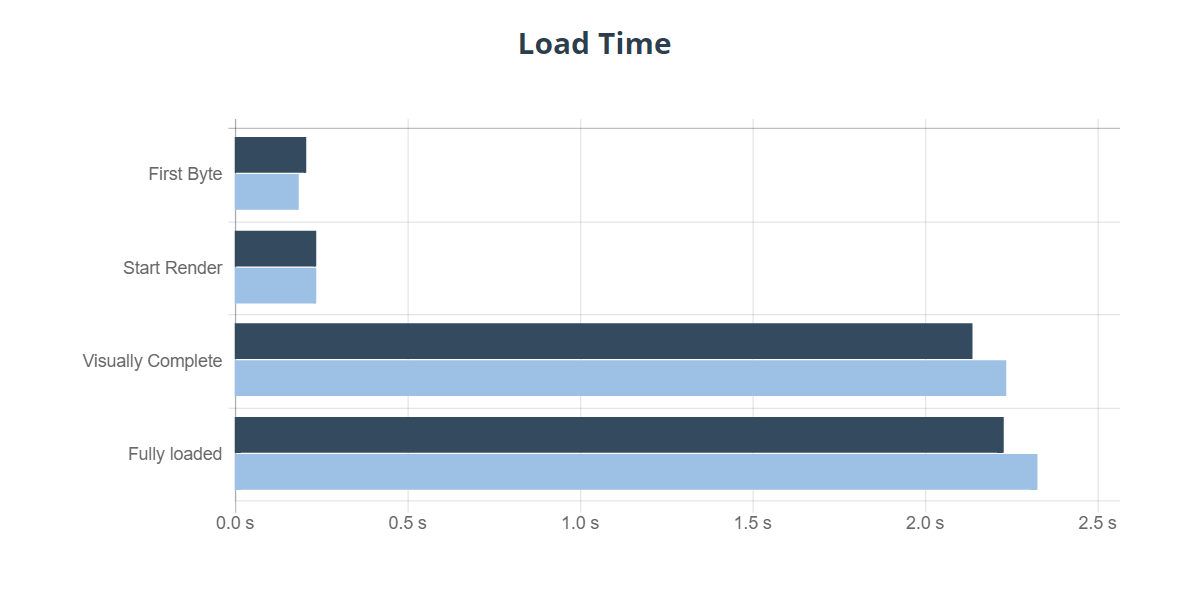 Load Time
First Byte
Start Render
Visually Complete
Fully loaded
0.0 s 0.5 s 1.0 s 1.5 s 2.0 s 2.5 s